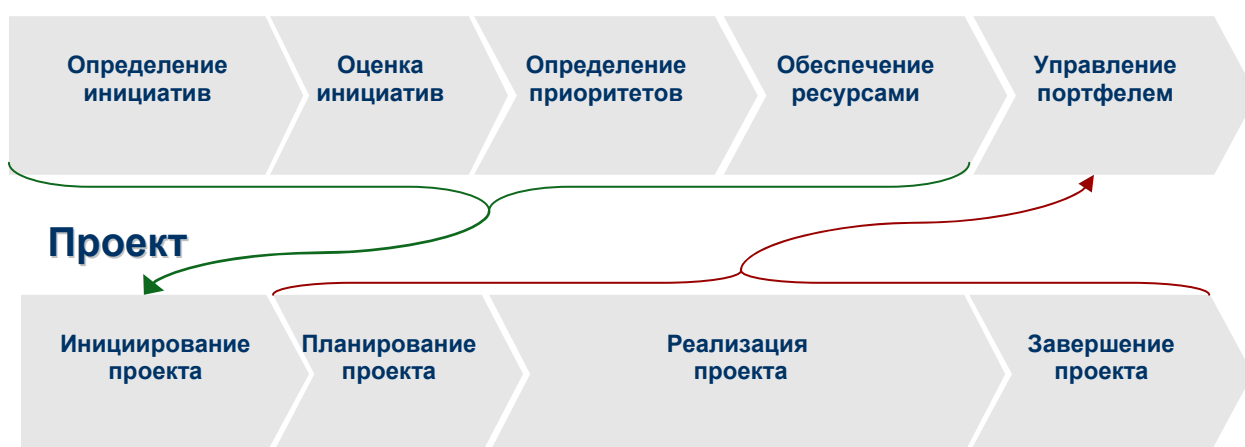 Определение
инициатив
Оценка
инициатив
Определение
приоритетов
Обеспечение
ресурсами
Управление
портфелем
Проект
Инициирование
проекта
Планирование
проекта
Реализация
проекта
Завершение
проекта